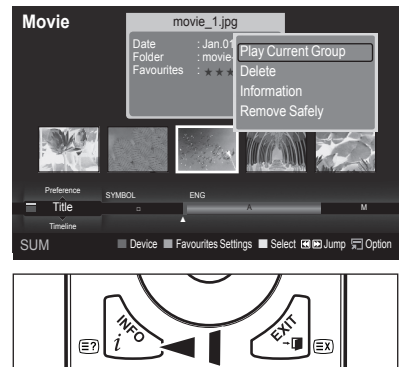 Movie
movie_1.jpg
Date : Jan.01
Folder : movie-
Favourites : ★ ★
Play Current Group
Delete
Information
Remove Safely
Preference
Title
Timeline
SYMBOL ENG
A M
SUM Device Favourites Settings Select Jump Option
INFO
i
EXIT